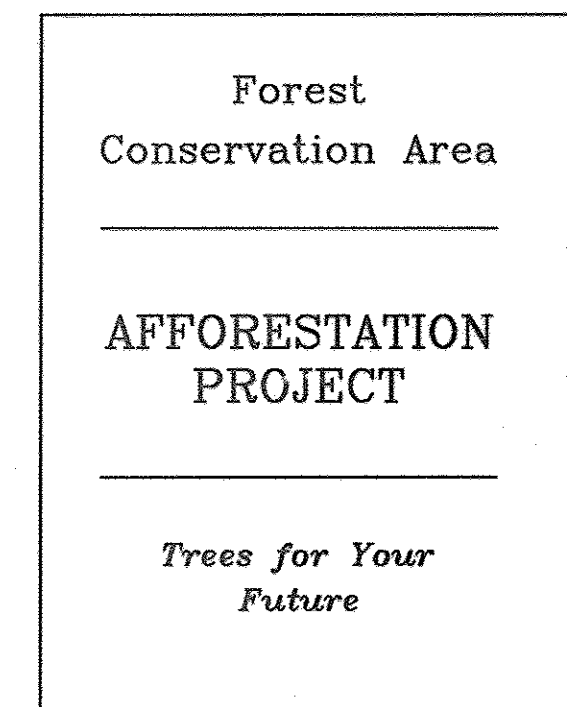 Forest
Conservation Area
AFFORESTATION
PROJECT
Trees for Your
Future